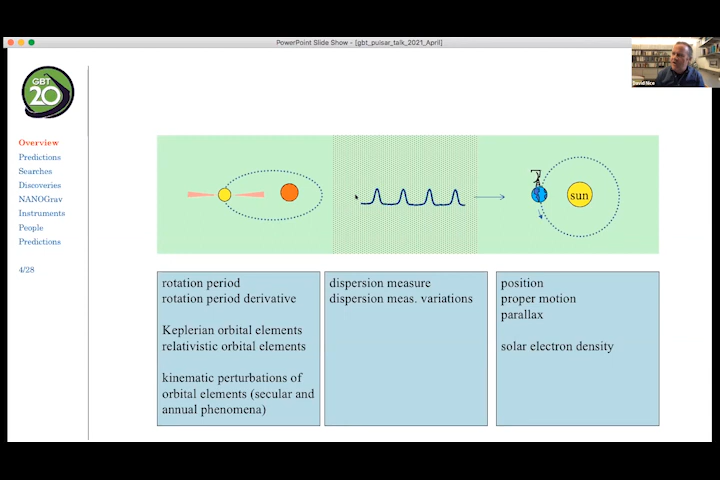 PowerPoint Slide Show - [gbt_pulsar_talk_2021_April]
David Nice
GBT
20
Overview
Predictions
Searches
Discoveries
NANOGrav
Instruments
People
Predictions
4/28
sun
rotation period
rotation period derivative
Keplerian orbital elements
relativistic orbital elements
kinematic perturbations of
orbital elements (secular and
annual phenomena)
dispersion measure
dispersion meas. variations
position
proper motion
parallax
solar electron density